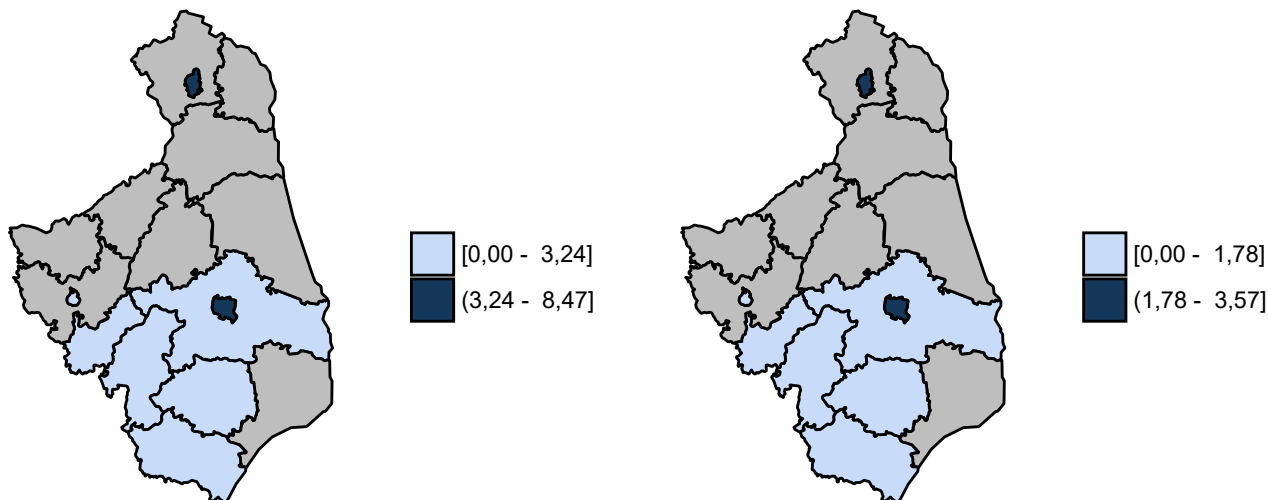 [0,00 - 3,24]
(3,24 - 8,47]
[0,00 - 1,78]
(1,78 - 3,57]